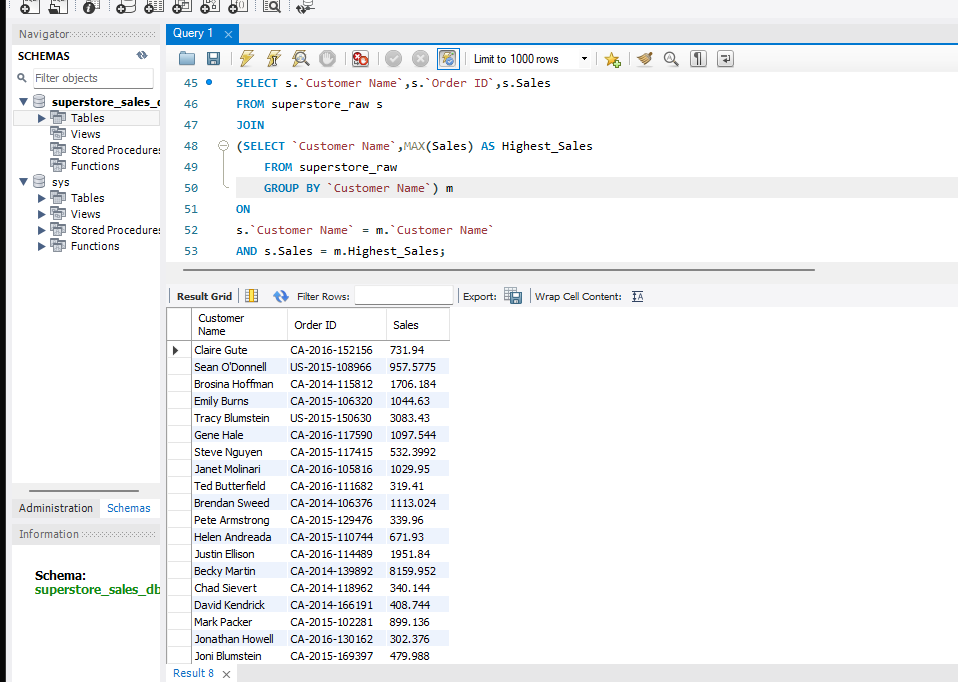 Navigator
SCHEMAS
Filter objects
superstore_sales_d
Tables
Views
Stored Procedures
Functions
sys
Tables
Views
Stored Procedures
Functions
Administration Schemas
Information
Schema:
superstore_sales_db
Query 1
Limit to 1000 rows
45 SELECT s.`Customer Name`,s.`Order ID`,s.Sales
46 FROM superstore_raw s
47 JOIN
48 (SELECT `Customer Name`,MAX(Sales) AS Highest_Sales
49 FROM superstore_raw
50 GROUP BY `Customer Name`) m
51 ON
52 s.`Customer Name` = m.`Customer Name`
53 AND s.Sales = m.Highest_Sales;
Result Grid Filter Rows: Export: Wrap Cell Content: IA
Customer Name Order ID Sales
Claire Gute CA-2016-152156 731.94
Sean O'Donnell US-2015-108966 957.5775
Brosina Hoffman CA-2014-115812 1706.184
Emily Burns CA-2015-106320 1044.63
Tracy Blumstein US-2015-150630 3083.43
Gene Hale CA-2016-117590 1097.544
Steve Nguyen CA-2015-117415 532.3992
Janet Molinari CA-2016-105816 1029.95
Ted Butterfield CA-2016-111682 319.41
Brendan Sweed CA-2014-106376 1113.024
Pete Armstrong CA-2015-129476 339.96
Helen Andreada CA-2015-110744 671.93
Justin Ellison CA-2016-114489 1951.84
Becky Martin CA-2014-139892 8159.952
Chad Sievert CA-2014-118962 340.144
David Kendrick CA-2014-166191 408.744
Mark Packer CA-2015-102281 899.136
Jonathan Howell CA-2016-130162 302.376
Joni Blumstein CA-2015-169397 479.988
Result 8